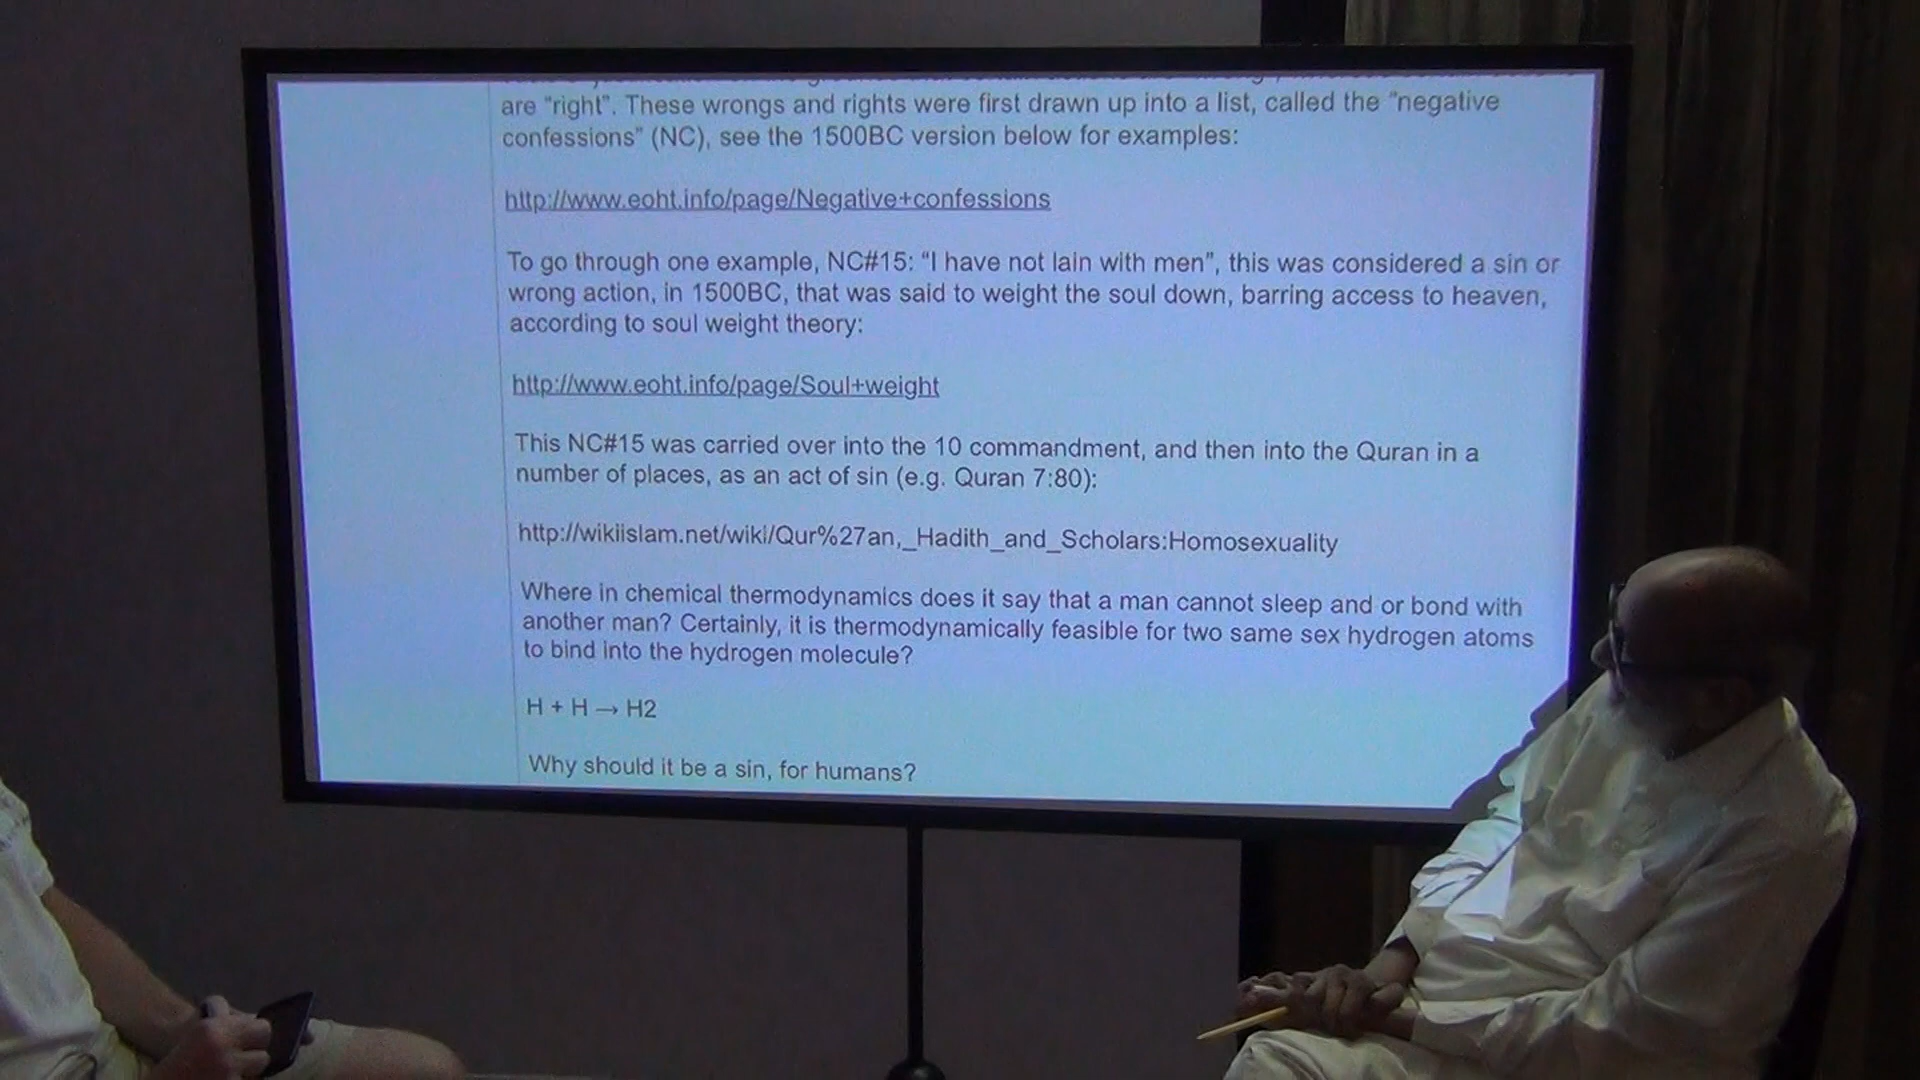 are "right". These wrongs and rights were first drawn up into a list, called the "negative
confessions" (NC), see the 1500BC version below for examples:
http://www.eoht.info/page/Negative+confessions
To go through one example, NC#15: "I have not lain with men", this was considered a sin or
wrong action, in 1500BC, that was said to weight the soul down, barring access to heaven,
according to soul weight theory:
http://www.eoht.info/page/Soul+weight
This NC#15 was carried over into the 10 commandment, and then into the Quran in a
number of places, as an act of sin (e.g. Quran 7:80):
http://wikiislam.net/wiki/Qur%27an,_Hadith_and_Scholars:Homosexuality
Where in chemical thermodynamics does it say that a man cannot sleep and or bond with
another man? Certainly, it is thermodynamically feasible for two same sex hydrogen atoms
to bind into the hydrogen molecule?
H + H → H2
Why should it be a sin, for humans?